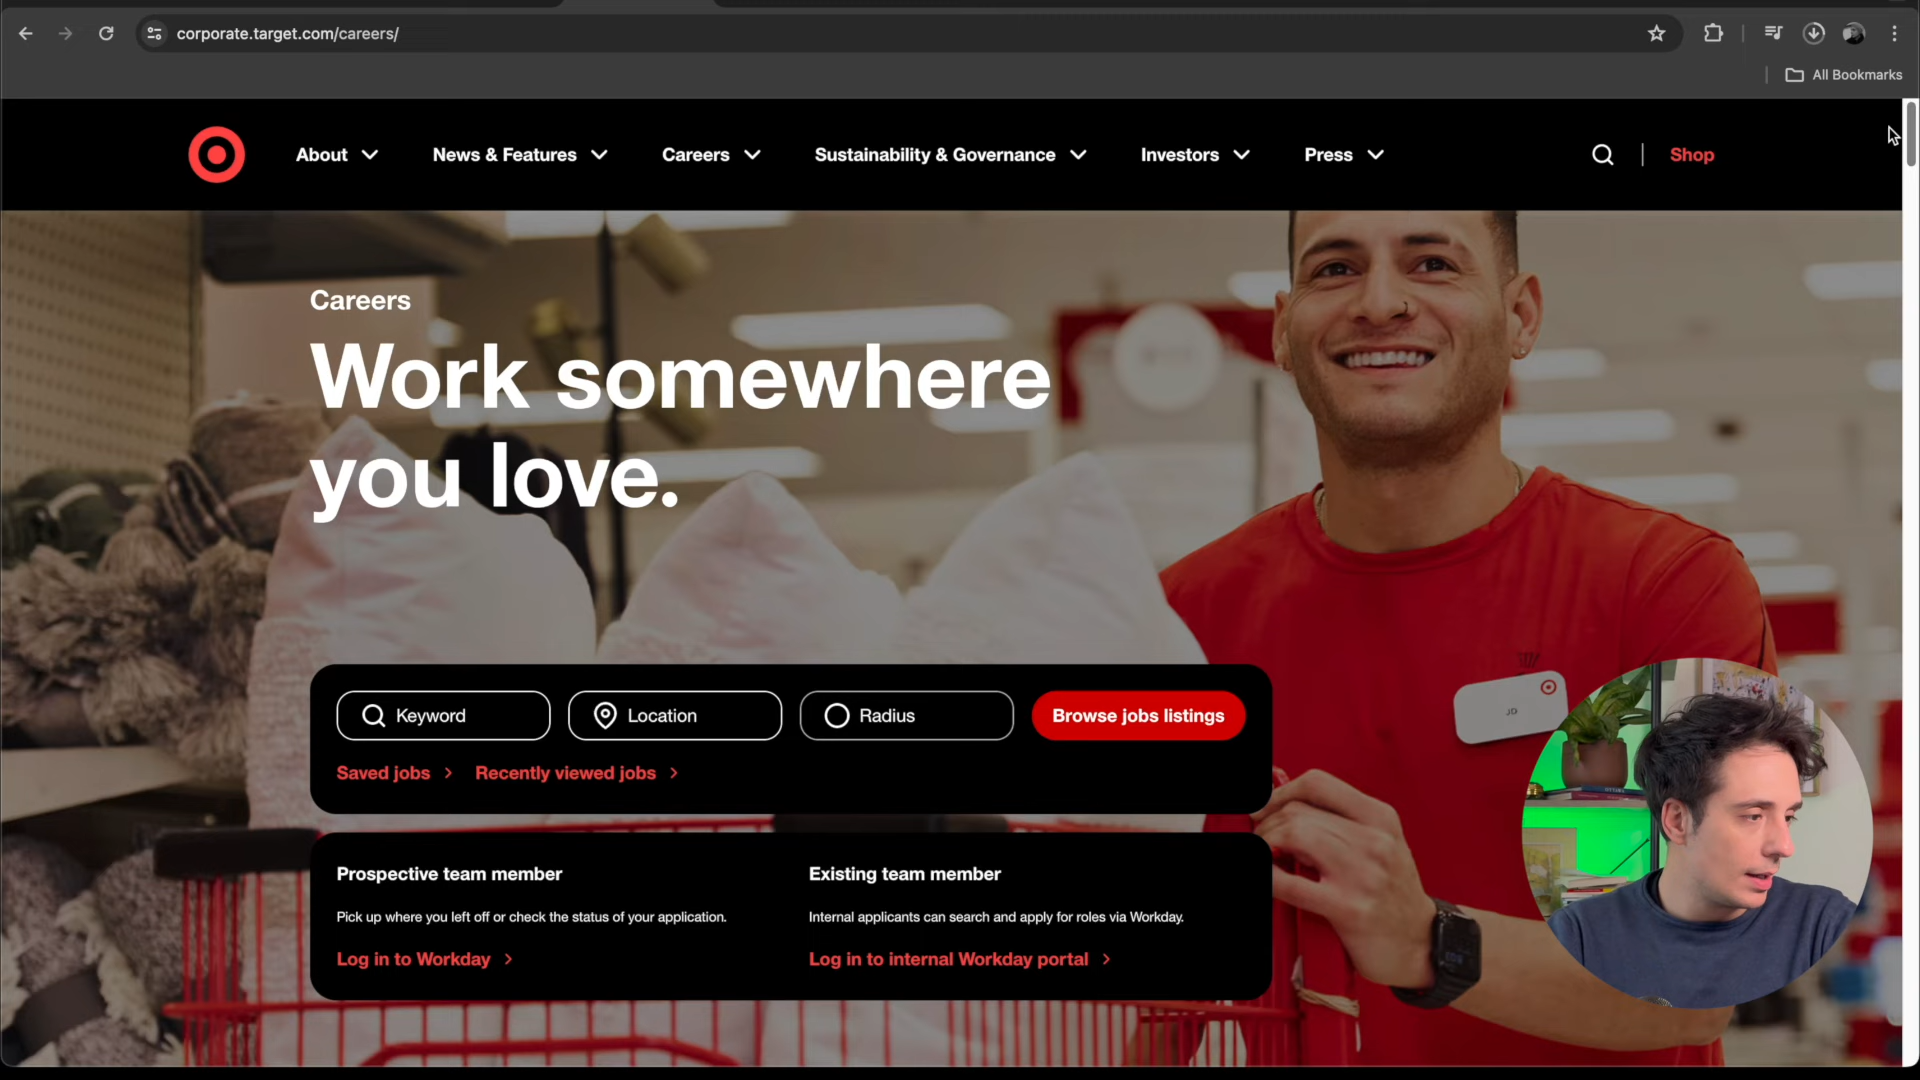 corporate.target.com/careers/
All Bookmarks
About News & Features Careers Sustainability & Governance Investors Press Shop
Careers
Work somewhere
you love.
Keyword Location Radius Browse jobs listings
Saved jobs Recently viewed jobs
Prospective team member
Pick up where you left off or check the status of your application.
Log in to Workday
Existing team member
Internal applicants can search and apply for roles via Workday.
Log in to internal Workday portal
JD